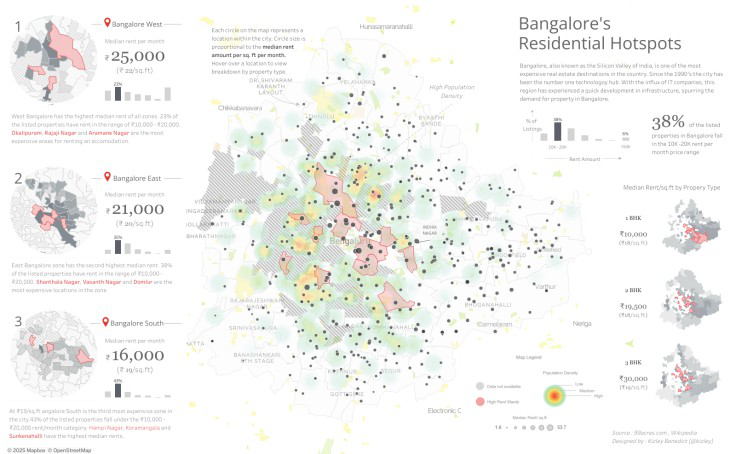 Bangalore's
Residential Hotspots
Bangalore, also known as the Silicon Valley of India, is one of the most
expensive real estate destinations in the country. Since the 1990's the city has
been the number one technology hub. With the influx of IT companies, this
region has experienced a quick development in infrastructure, spurring the
demand for property in Bangalore.
% of
Listings
38%
6%
10K - 20K
Rent Amount
38% of the listed
properties in Bangalore fall
in the 10K -20K rent per
month price range
Each circle on the map represents a
location within the city. Circle size is
proportional to the median rent
amount per sq. ft per month.
Hover over a location to view
breakdown by property type
1
Bangalore West
Median rent per month
₹ 25,000
(₹ 22/sq.ft)
23%
West Bangalore has the highest median rent of all zones. 23% of
the listed properties have rent in the range of ₹10,000 - ₹20,000.
Okalipuram, Rajaji Nagar and Anamane Nagar are the most
expensive areas for renting an accomodation.
2
Bangalore East
Median rent per month
₹ 21,000
(₹ 20/sq.ft)
East Bangalore zone has the second highest median rent. 38%
of the listed properties have rent in the range of ₹10,000 -
₹20,000. Shanthala Nagar, Vasanth Nagar and Domlur are the
most expensive locations in the zone
3
Bangalore South
Median rent per month
₹ 16,000
(₹ 19/sq.ft)
43%
At ₹19/sq.ft angalore South is the third most expensive zone in
the city.43% of the listed properties fall under the ₹10,000 -
₹20,000 rent/month category. Hampi Nagar, Koramangala and
Sunkenahalli have the highest median rents.
Hunasamaranahalli
YELAHANKA
DR. SHIVARAM
KARANTH
LAYOUT
High Population
Density
Chikkabanavara
BYRATHI
BANDE
BHARATHNAGAR
Bengaluru
INDIRA
NAGAR
RAJARAJESHWARI
NAGAR
SRINIVASNAGAR
BANASHANKARI
6TH STAGE
GOTTIGERE
BHOGANAHALLI
Varthur
Carmelaram
Neriga
Electronic C
Median Rent/sq.ft by Property Type
1 BHK
₹10,000
(₹18/sq.ft)
2 BHK
₹19,500
(₹18/sq.ft)
3 BHK
₹30,000
(₹19/sq.ft)
Map Legend
Data not available
High Rent Wards
Population Density
Low
Median
High
Median Rent/ sq.ft
1.6
53.7
Source : 99acres.com , Wikipedia
Designed by : Kizley Benedict (@kizley)
© 2025 Mapbox © OpenStreetMap